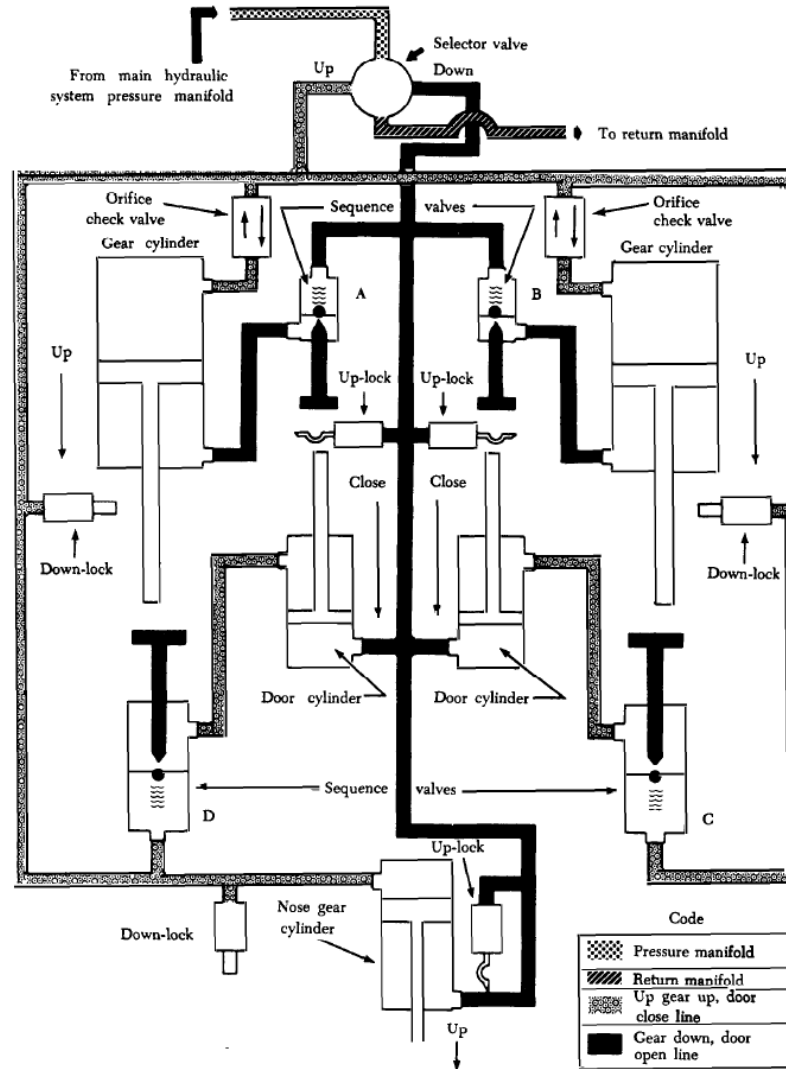 Selector valve
Up
Down
From main hydraulic
system pressure manifold
To return manifold
Orifice
check valve
Sequence valves
Orifice
check valve
Gear cylinder
Gear cylinder
A
B
Up
Up-lock
Up-lock
Up
Close
Close
Down-lock
Down-lock
Door cylinder
Door cylinder
Sequence valves
D
C
Up-lock
Nose gear
cylinder
Down-lock
Up
Code
Pressure manifold
Return manifold
Up gear up, door
close line
Gear down, door
open line